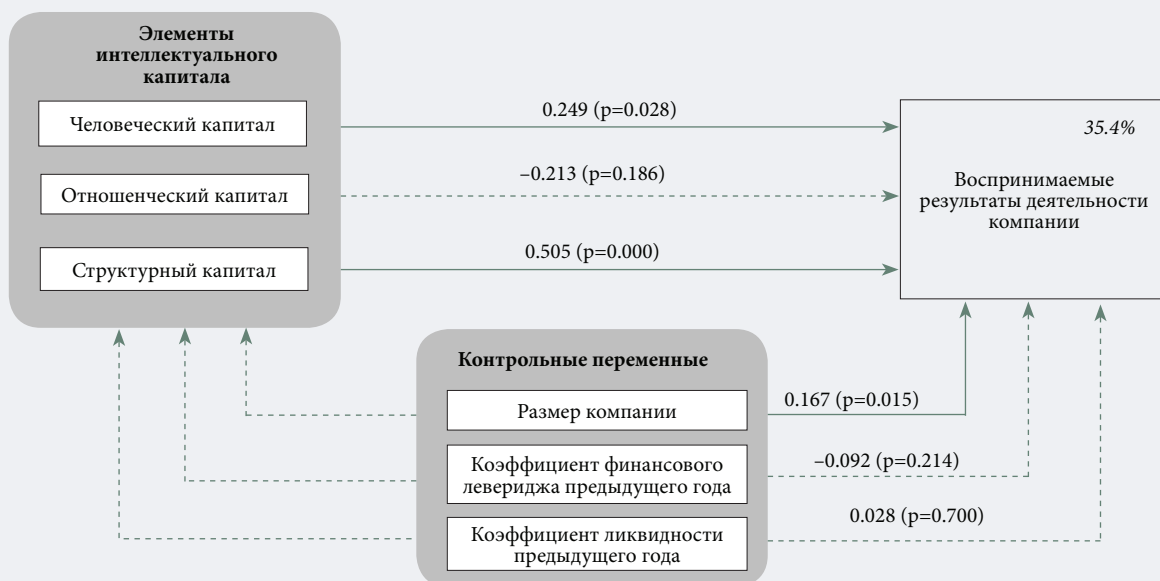 Элементы
интеллектуального
капитала
Человеческий капитал
0.249 (p=0.028)
35.4%
Отношенческий капитал
–0.213 (p=0.186)
Воспринимаемые
результаты деятельности
компании
Структурный капитал
0.505 (p=0.000)
Контрольные переменные
Размер компании
0.167 (p=0.015)
Коэффициент финансового
левериджа предыдущего года
–0.092 (p=0.214)
Коэффициент ликвидности
предыдущего года
0.028 (p=0.700)